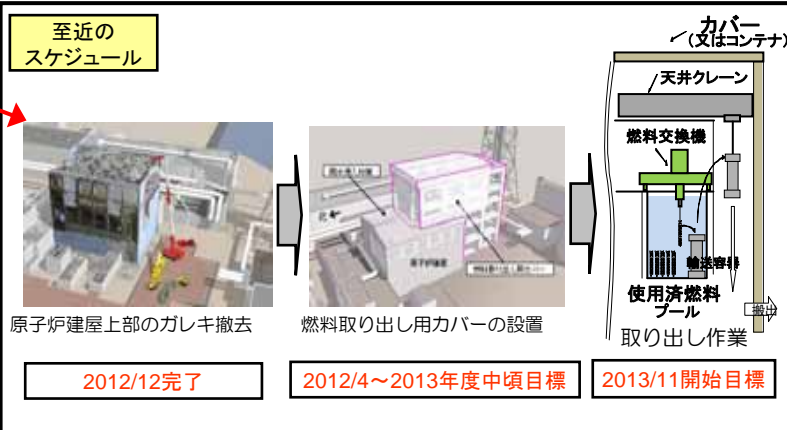 至近の
スケジュール
カバー
(又はコンテナ)
天井クレーン
燃料交換機
輸送容器
使用済燃料
プール
搬出
取り出し作業
原子炉建屋上部のガレキ撤去
燃料取り出し用カバーの設置
2012/12完了
2012/4～2013年度中頃目標
2013/11開始目標